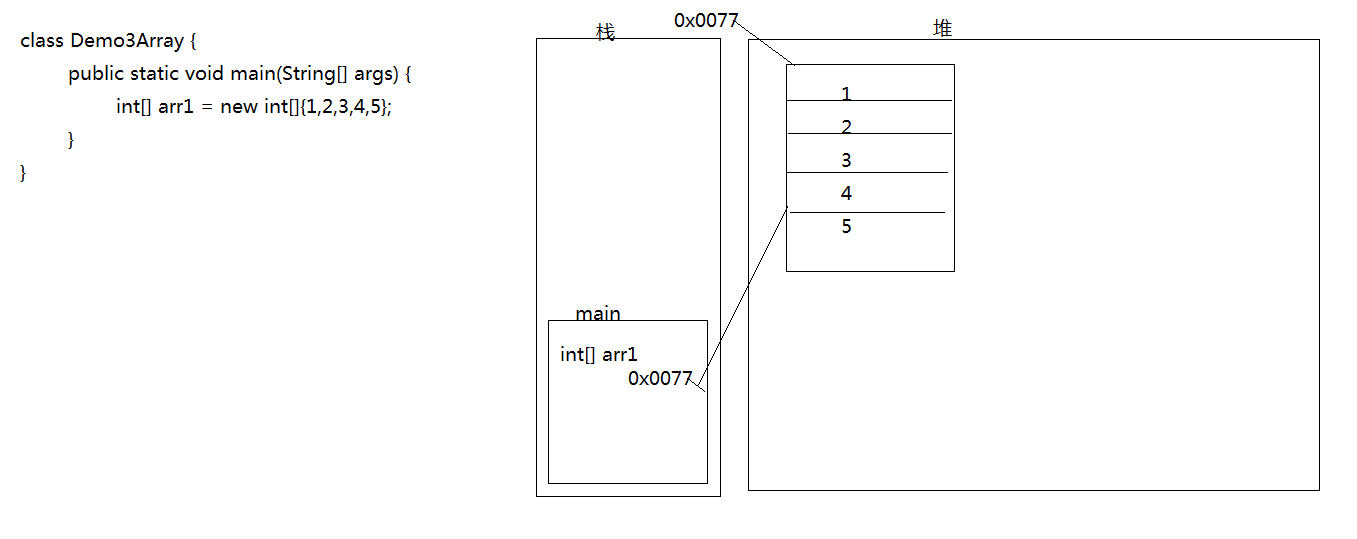 class Demo3Array {
public static void main(String[] args) {
int[] arr1 = new int[]{1,2,3,4,5};
}
}
栈
main
int[] arr1
0x0077
0x0077
堆
1
2
3
4
5